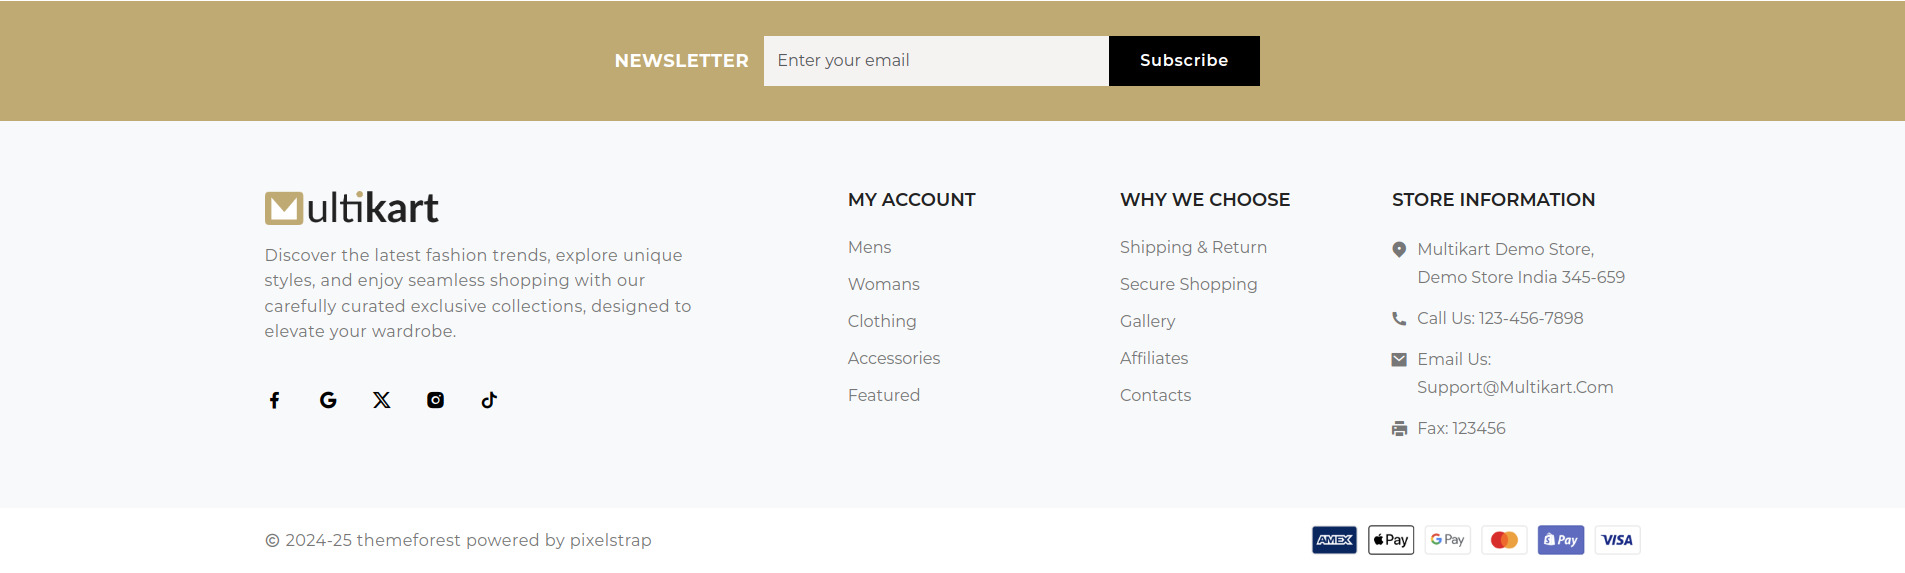 NEWSLETTER
Enter your email
Subscribe
Multikart
Discover the latest fashion trends, explore unique
styles, and enjoy seamless shopping with our
carefully curated exclusive collections, designed to
elevate your wardrobe.
MY ACCOUNT
Mens
Womans
Clothing
Accessories
Featured
WHY WE CHOOSE
Shipping & Return
Secure Shopping
Gallery
Affiliates
Contacts
STORE INFORMATION
Multikart Demo Store,
Demo Store India 345-659
Call Us: 123-456-7898
Email Us:
Support@Multikart.Com
Fax: 123456
© 2024-25 themeforest powered by pixelstrap
AMEX
Pay
G Pay
Pay
VISA